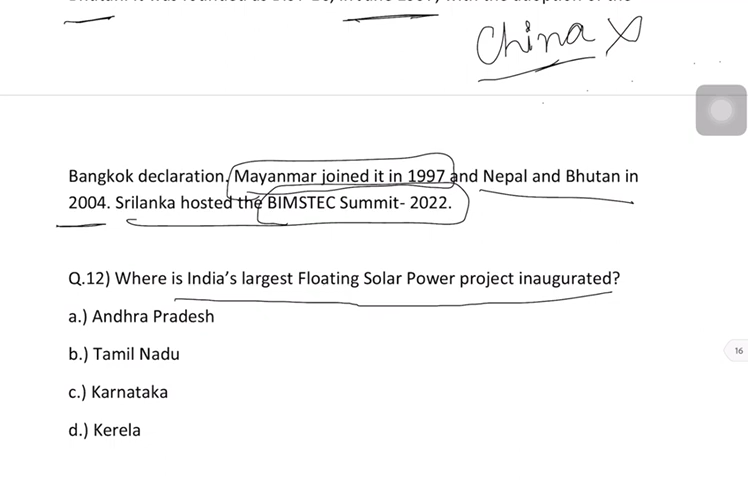 China x
Bangkok declaration. Mayanmar joined it in 1997 and Nepal and Bhutan in
2004. Srilanka hosted the BIMSTEC Summit- 2022.
Q.12) Where is India's largest Floating Solar Power project inaugurated?
a.) Andhra Pradesh
b.) Tamil Nadu
c.) Karnataka
d.) Kerela
16